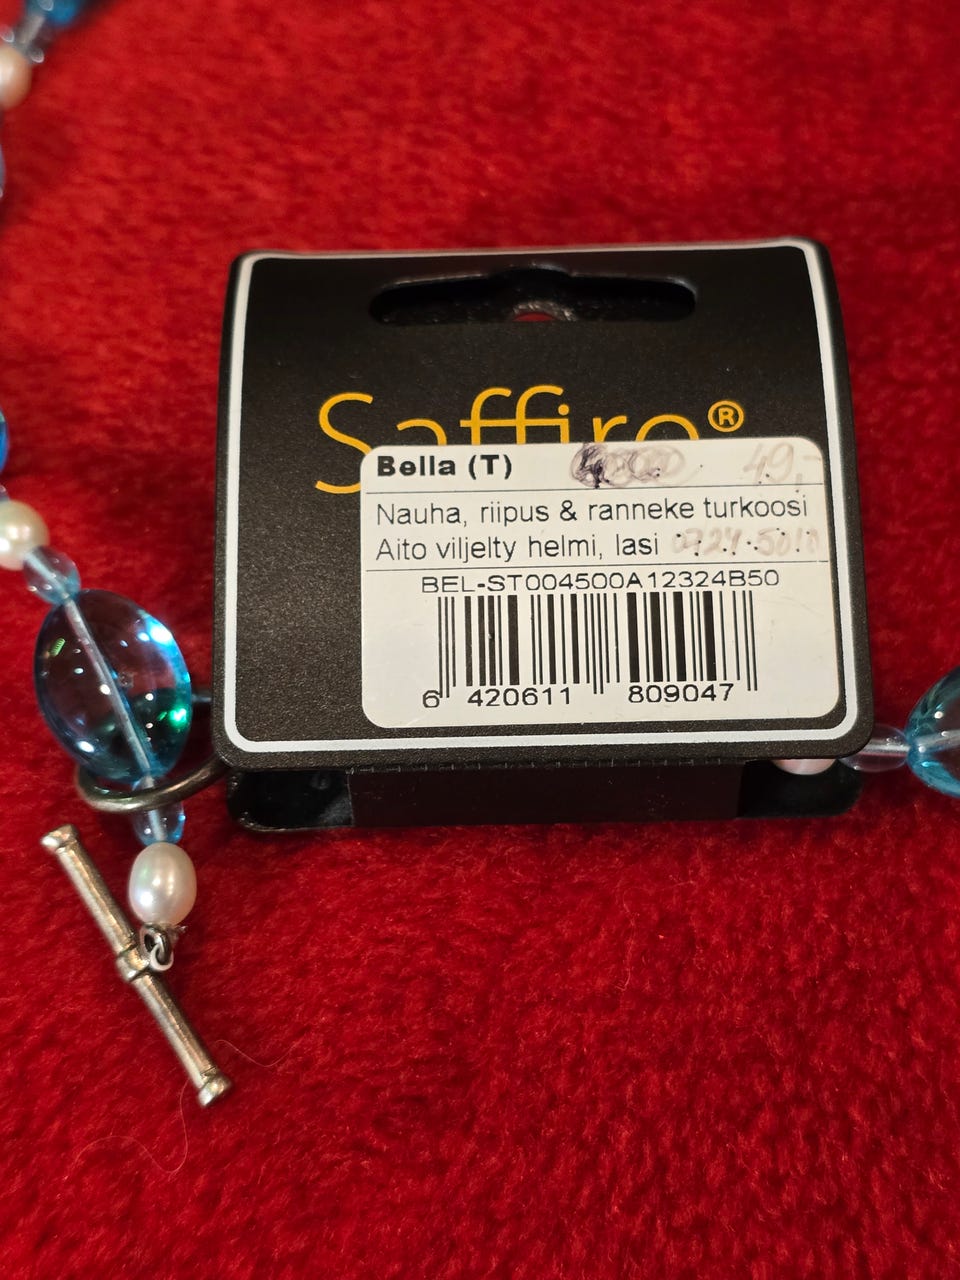 Saffiro®
Bella (T) 49,-
Nauha, riipus & ranneke turkoosi
Aito viljelty helmi, lasi
BEL-ST004500A12324B50
6 420611 809047